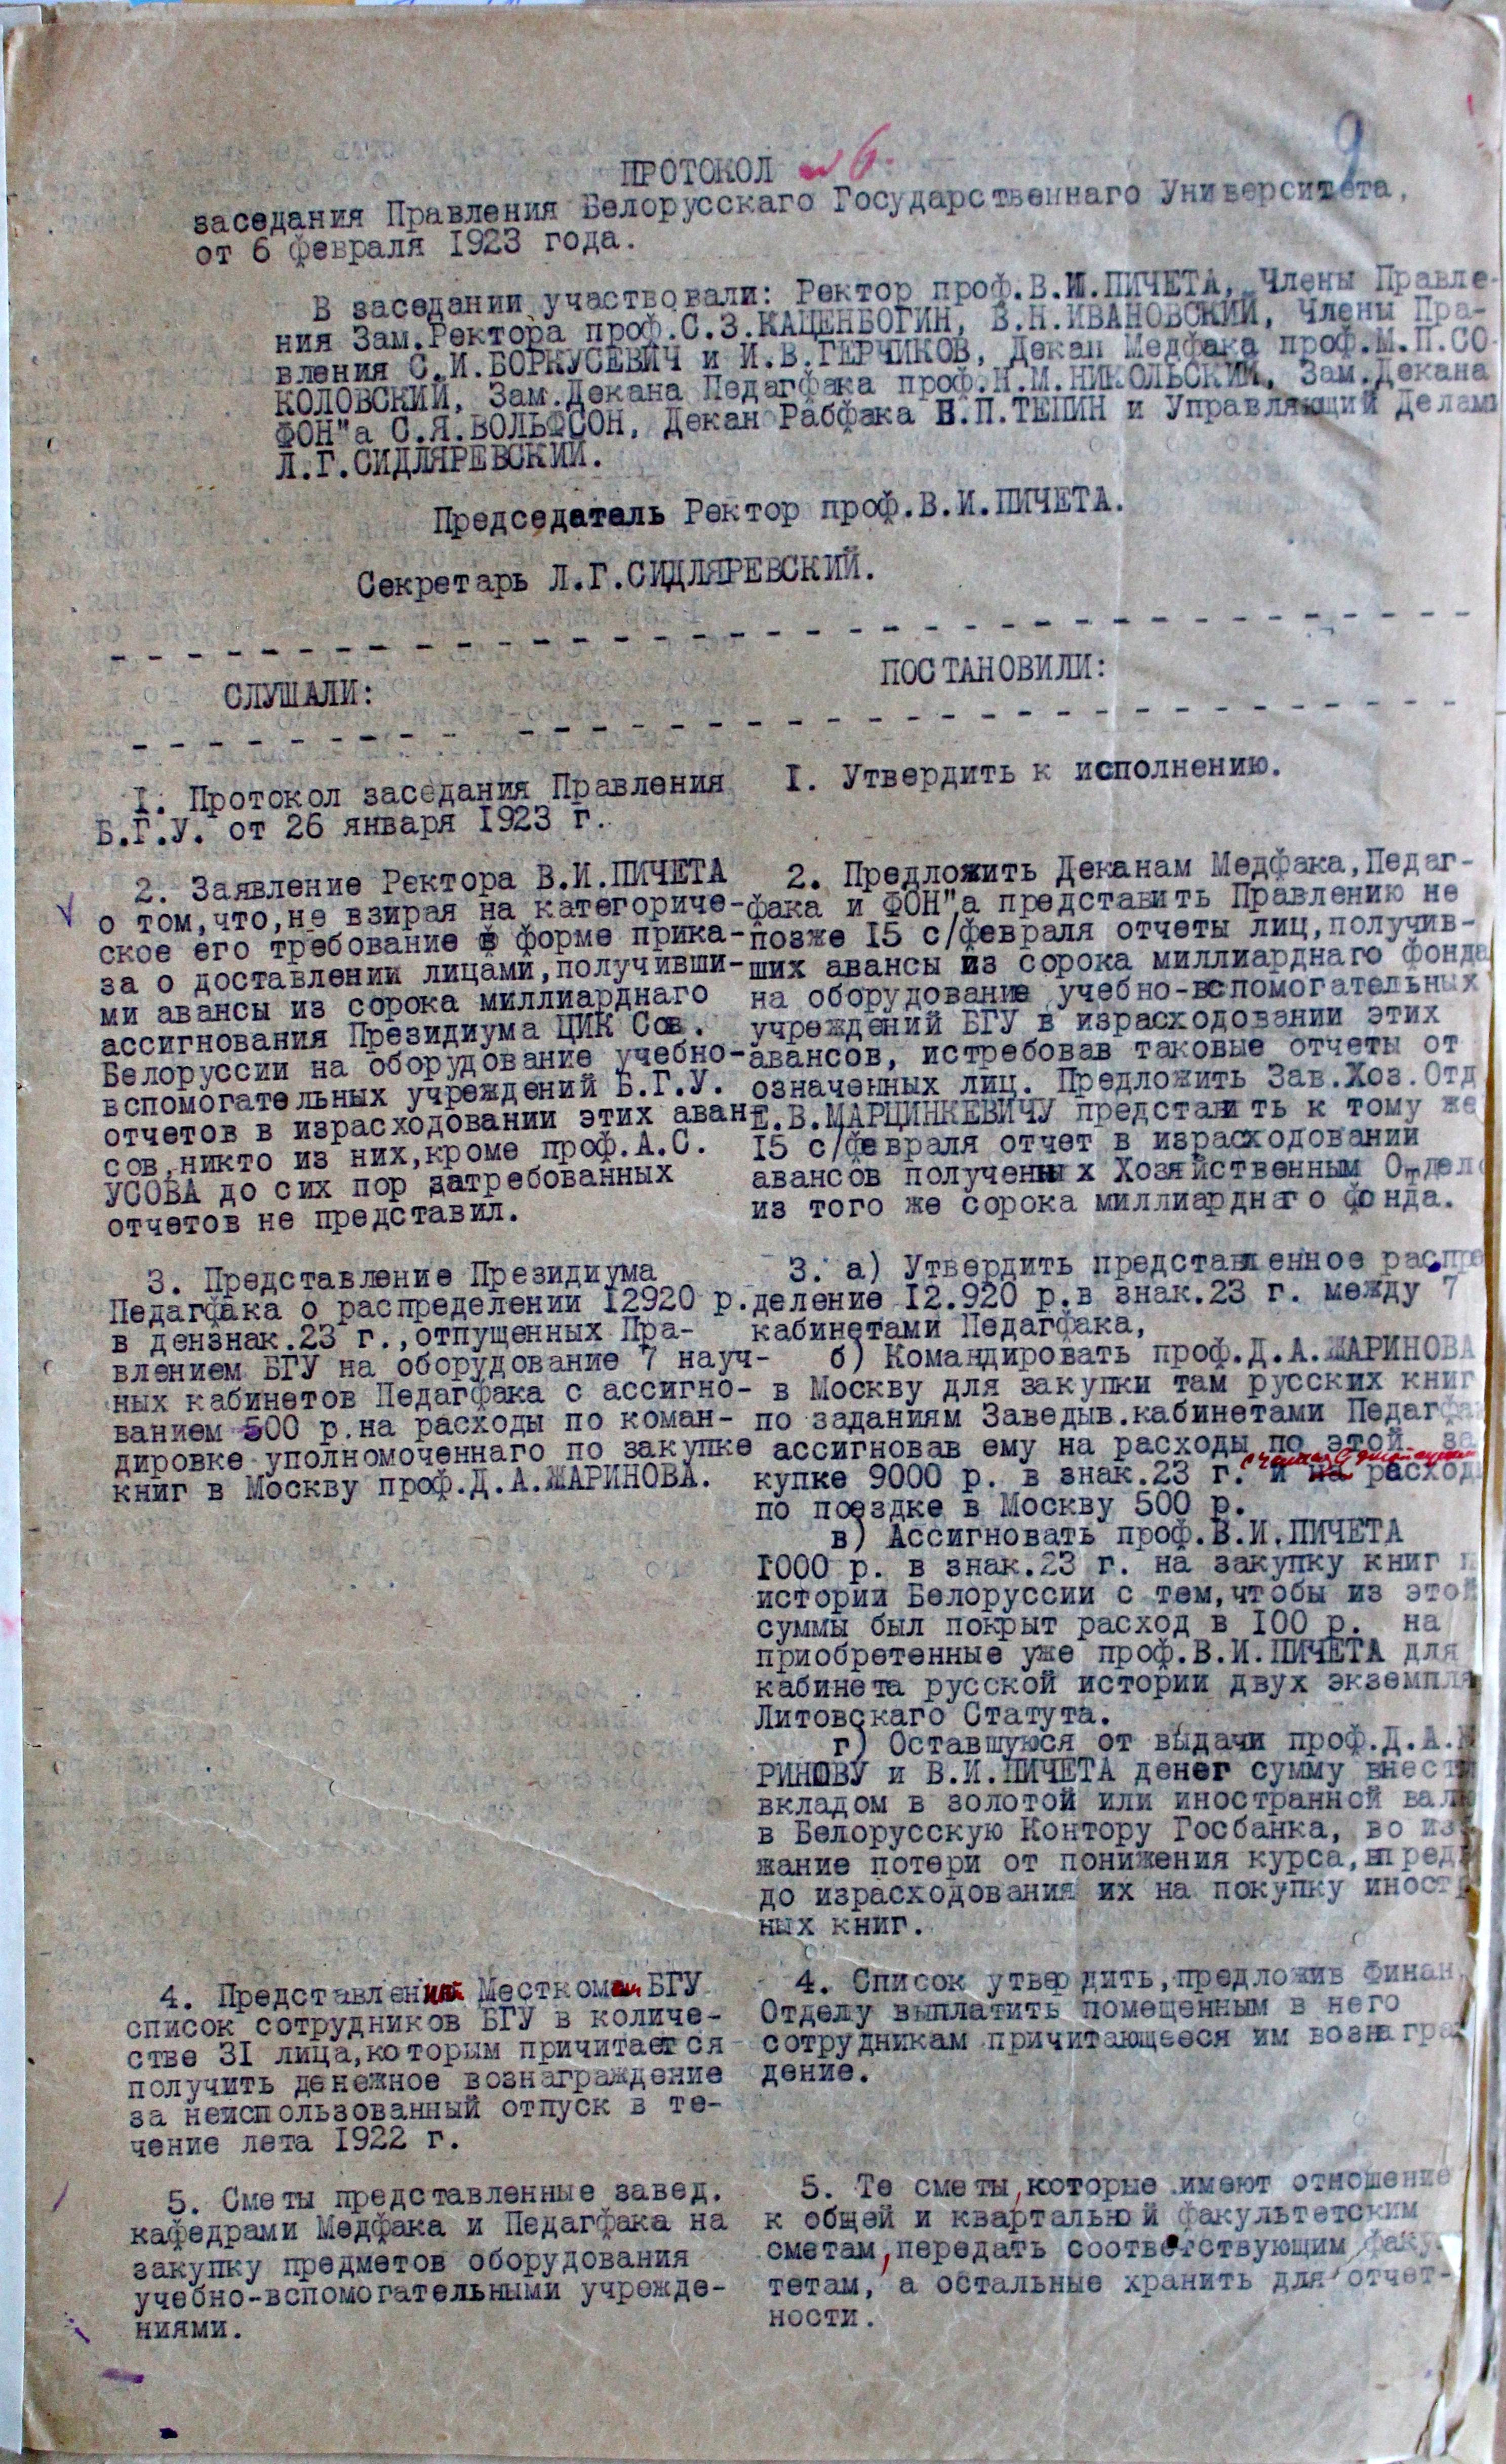 9
ПРОТОКОЛ № 6.
заседания Правления Белорусскаго Государственнаго Университета,
от 6 февраля 1923 года.
В заседании участвовали: Ректор проф.В.И.ПИЧЕТА, Члены Правле-
ния Зам.Ректора проф.С.З.КАЦЕНБОГИН, В.Н.ИВАНОВСКИЙ, Члены Пра-
вления С.И.БОРКУСЕВИЧ и И.В.ГЕРЧИКОВ, Декан Медфака проф.М.П.СО-
КОЛОВСКИЙ, Зам.Декана Педагфака проф.Н.М.НИКОЛЬСКИЙ, Зам.Декана
ФОН"а С.Я.ВОЛЬФСОН, Декан Рабфака В.П.ТЕПИН и Управляющий Делами
Л.Г.СИДЛЯРЕВСКИЙ.
Председатель Ректор проф.В.И.ПИЧЕТА.
Секретарь Л.Г.СИДЛЯРЕВСКИЙ.
СЛУШАЛИ:
1. Протокол заседания Правления
Б.Г.У. от 26 января 1923 г.
2. Заявление Ректора В.И.ПИЧЕТА
о том,что,не взирая на категориче-
ское его требование в форме прика-
за о доставлении лицами,получивши-
ми авансы из сорока миллиарднаго
ассигнования Президиума ЦИК Сов.
Белоруссии на оборудование учебно-
вспомогательных учреждений Б.Г.У.
отчетов в израсходовании этих аван-
сов,никто из них,кроме проф.А.С.
УСОВА до сих пор затребованных
отчетов не представил.
3. Представление Президиума
Педагфака о распределении 12920 р.
в дензнак.23 г.,отпущенных Пра-
влением БГУ на оборудование 7 науч-
ных кабинетов Педагфака с ассигно-
ванием 500 р.на расходы по коман-
дировке уполномоченнаго по закупке
книг в Москву проф.Д.А.ЖАРИНОВА.
4. Представленный Месткомом БГУ
список сотрудников БГУ в количе-
стве 31 лица,которым причитается
получить денежное вознаграждение
за неиспользованный отпуск в те-
чение лета 1922 г.
5. Сметы представленные завед.
кафедрами Медфака и Педагфака на
закупку предметов оборудования
учебно-вспомогательными учрежде-
ниями.
ПОСТАНОВИЛИ:
1. Утвердить к исполнению.
2. Предложить Деканам Медфака,Педаг-
фака и ФОН"а представить Правлению не
позже 15 с/февраля отчеты лиц,получив-
ших авансы из сорока миллиарднаго фонда
на оборудование учебно-вспомогательных
учреждений БГУ в израсходовании этих
авансов, истребовав таковые отчеты от
означенных лиц. Предложить Зав.Хоз.Отд
Е.В.МАРЦИНКЕВИЧУ представить к тому же
15 с/февраля отчет в израсходовании
авансов полученных Хозяйственным Отдело
из того же сорока миллиарднаго фонда.
3. а) Утвердить представленное распре
деление 12.920 р.в знак.23 г. между 7
кабинетами Педагфака,
б) Командировать проф.Д.А.ЖАРИНОВА
в Москву для закупки там русских книг
по заданиям Заведыв.кабинетами Педагфа
ассигновав ему на расходы по этой за
купке 9000 р. в знак.23 г. и на расход
по поездке в Москву 500 р.
в) Ассигновать проф.В.И.ПИЧЕТА
1000 р. в знак.23 г. на закупку книг п
истории Белоруссии с тем,чтобы из этой
суммы был покрыт расход в 100 р. на
приобретенные уже проф.В.И.ПИЧЕТА для
кабинета русской истории двух экземпля
Литовскаго Статута.
г) Оставшуюся от выдачи проф.Д.А.
РИНОВУ и В.И.ПИЧЕТА денег сумму внести
вкладом в золотой или иностранной валю
в Белорусскую Контору Госбанка, во из
жание потери от понижения курса,впредь
до израсходования их на покупку иност
ных книг.
4. Список утвердить,предложив Финан
Отделу выплатить помещенным в него
сотрудникам причитающееся им вознагра
дение.
5. Те сметы,которые имеют отношение
к общей и квартальной факультетским
сметам,передать соответствующим факу
тетам, а остальные хранить для отчет-
ности.